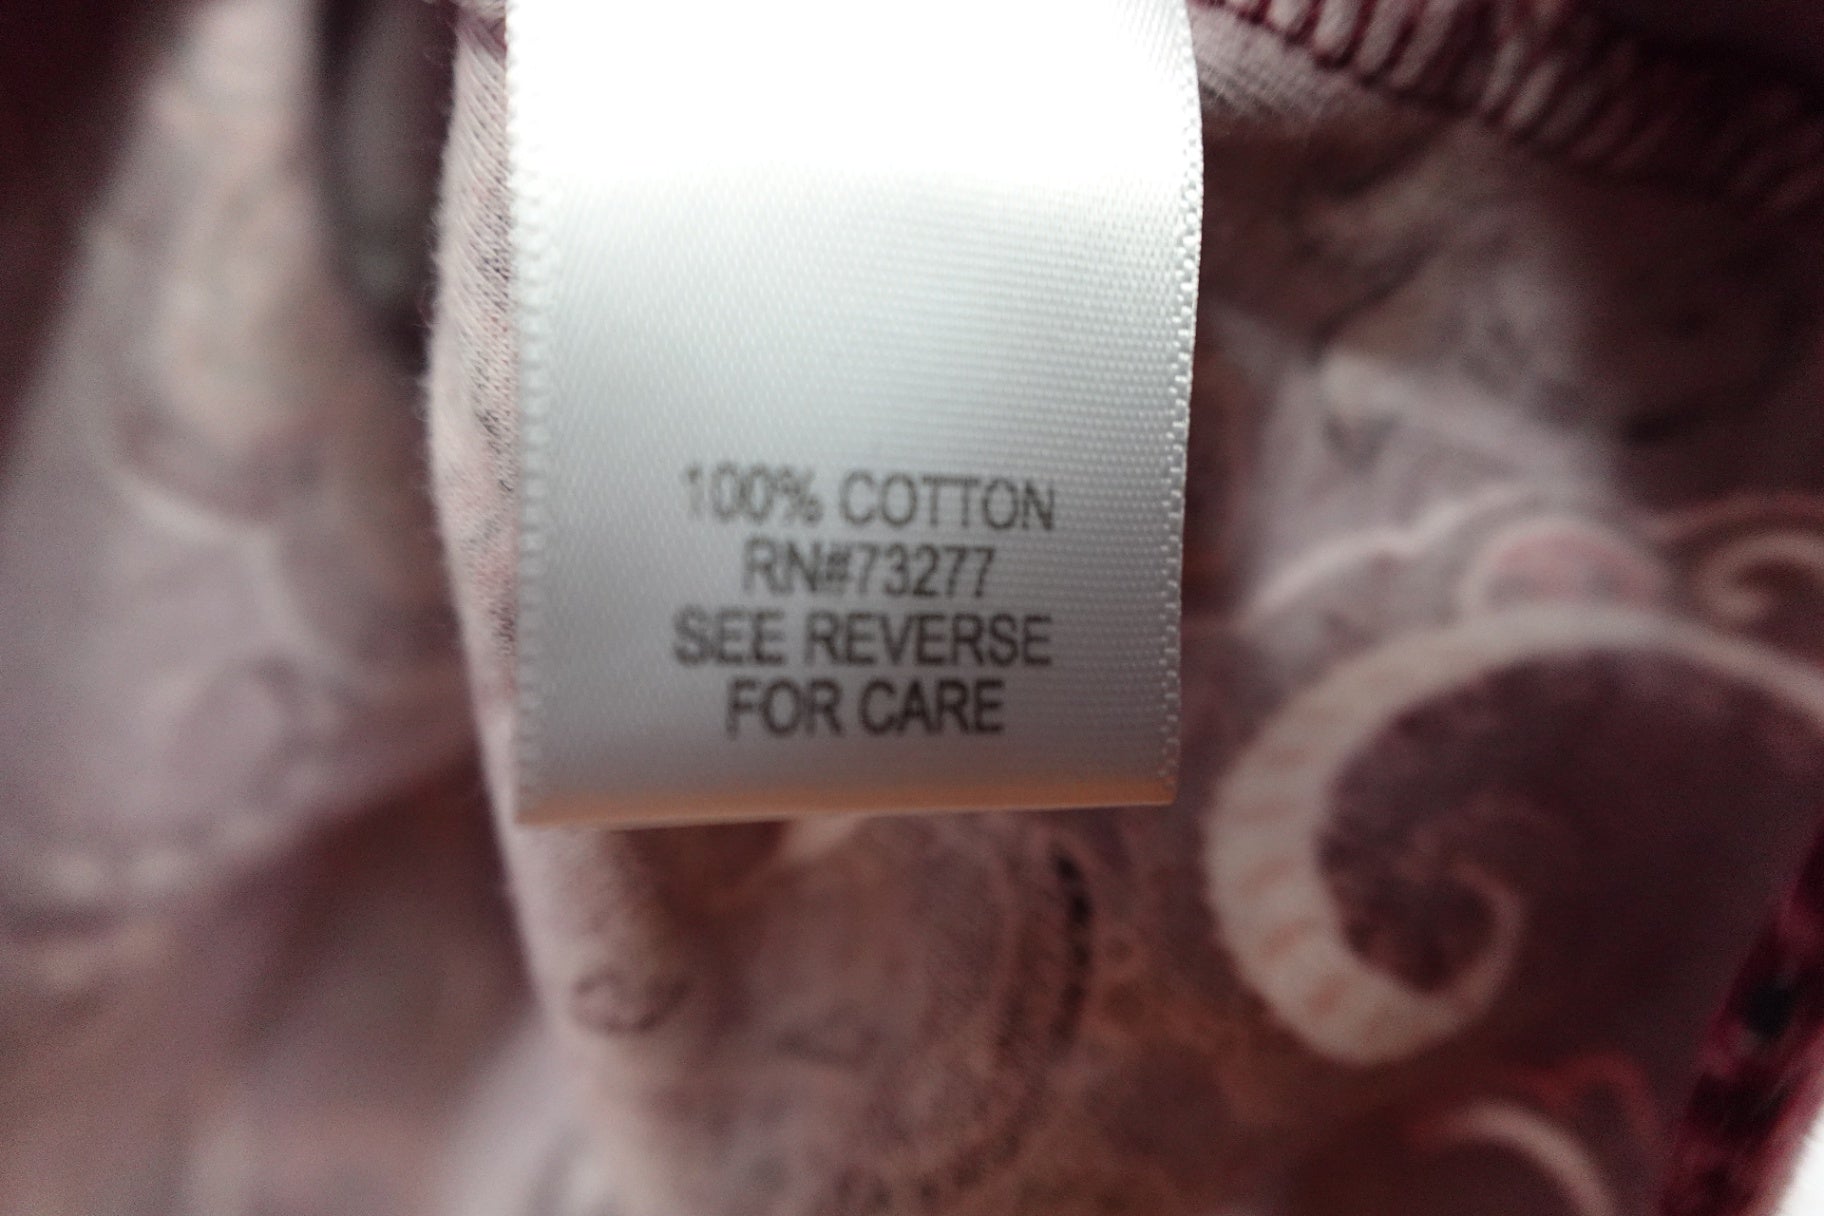 100% COTTON
RN#73277
SEE REVERSE
FOR CARE